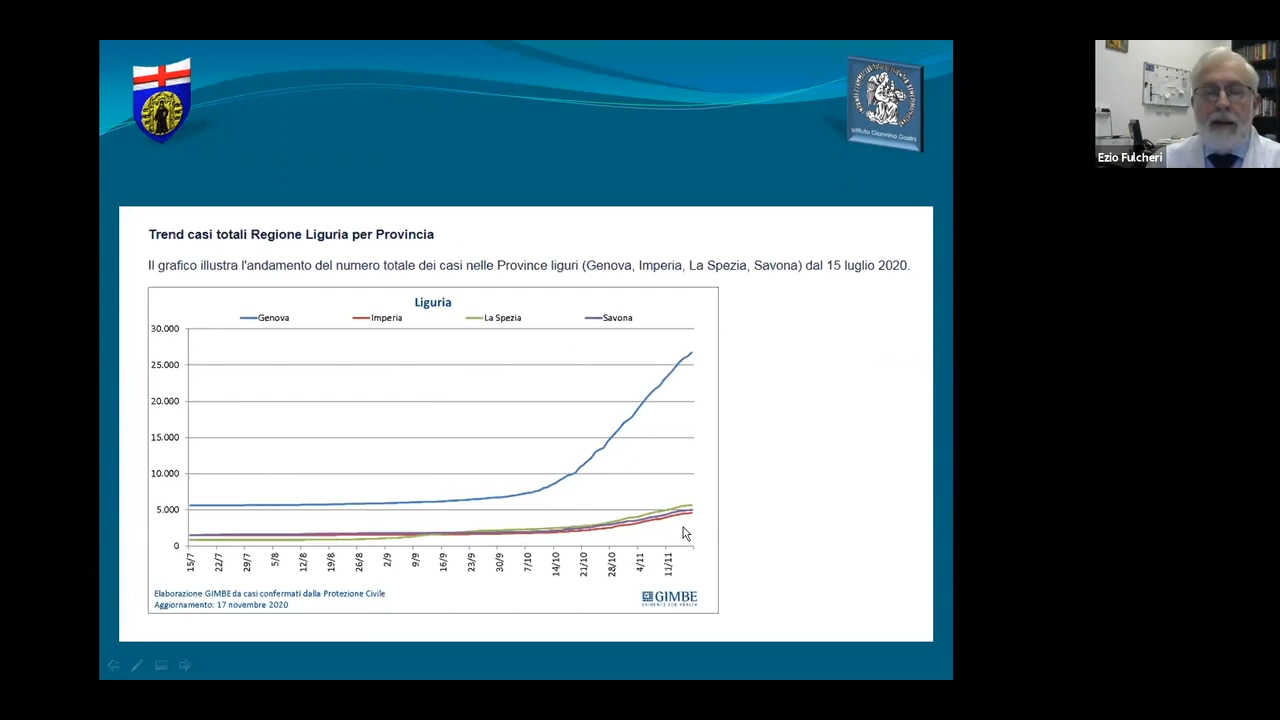 Istituto Giannina Gaslini
Ezio Fulcheri
Trend casi totali Regione Liguria per Provincia
Il grafico illustra l'andamento del numero totale dei casi nelle Province liguri (Genova, Imperia, La Spezia, Savona) dal 15 luglio 2020.
Liguria
Genova Imperia La Spezia Savona
30.000
25.000
20.000
15.000
10.000
5.000
0
15/7 22/7 29/7 5/8 12/8 19/8 26/8 2/9 9/9 16/9 23/9 30/9 7/10 14/10 21/10 28/10 4/11 11/11
Elaborazione GIMBE da casi confermati dalla Protezione Civile
Aggiornamento: 17 novembre 2020
GIMBE
EVIDENCE FOR HEALTH